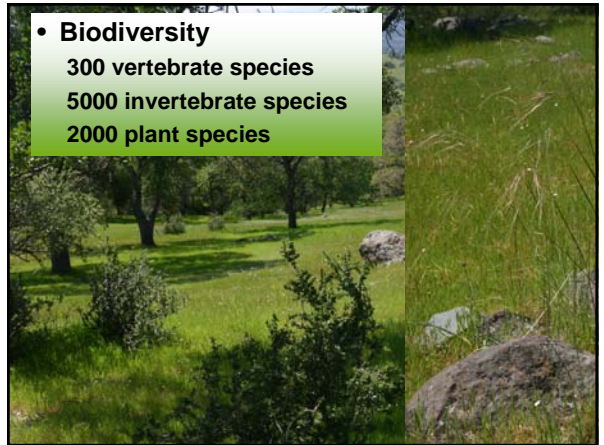 • Biodiversity
300 vertebrate species
5000 invertebrate species
2000 plant species